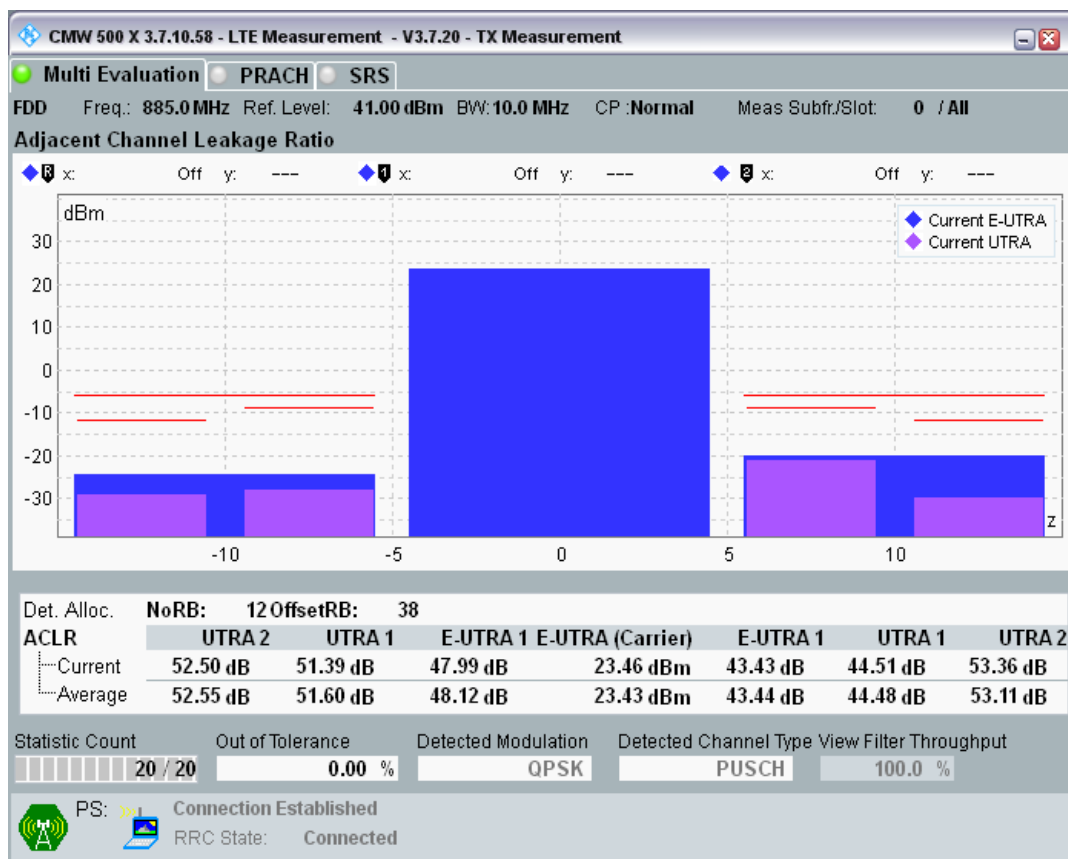 CMW 500 X 3.7.10.58 - LTE Measurement - V3.7.20 - TX Measurement
Multi Evaluation PRACH SRS
FDD Freq.: 885.0 MHz Ref. Level: 41.00 dBm BW: 10.0 MHz CP :Normal Meas Subfr./Slot: 0 / All
Adjacent Channel Leakage Ratio
R x: Off y: --- 1 x: Off y: --- 2 x: Off y: ---
dBm
Current E-UTRA
Current UTRA
30
20
10
0
-10
-20
-30
z
-10 -5 0 5 10
Det. Alloc. NoRB: 12 OffsetRB: 38
ACLR UTRA 2 UTRA 1 E-UTRA 1 E-UTRA (Carrier) E-UTRA 1 UTRA 1 UTRA 2
Current 52.50 dB 51.39 dB 47.99 dB 23.46 dBm 43.43 dB 44.51 dB 53.36 dB
Average 52.55 dB 51.60 dB 48.12 dB 23.43 dBm 43.44 dB 44.48 dB 53.11 dB
Statistic Count Out of Tolerance Detected Modulation Detected Channel Type View Filter Throughput
20 / 20 0.00 % QPSK PUSCH 100.0 %
PS: Connection Established
RRC State: Connected